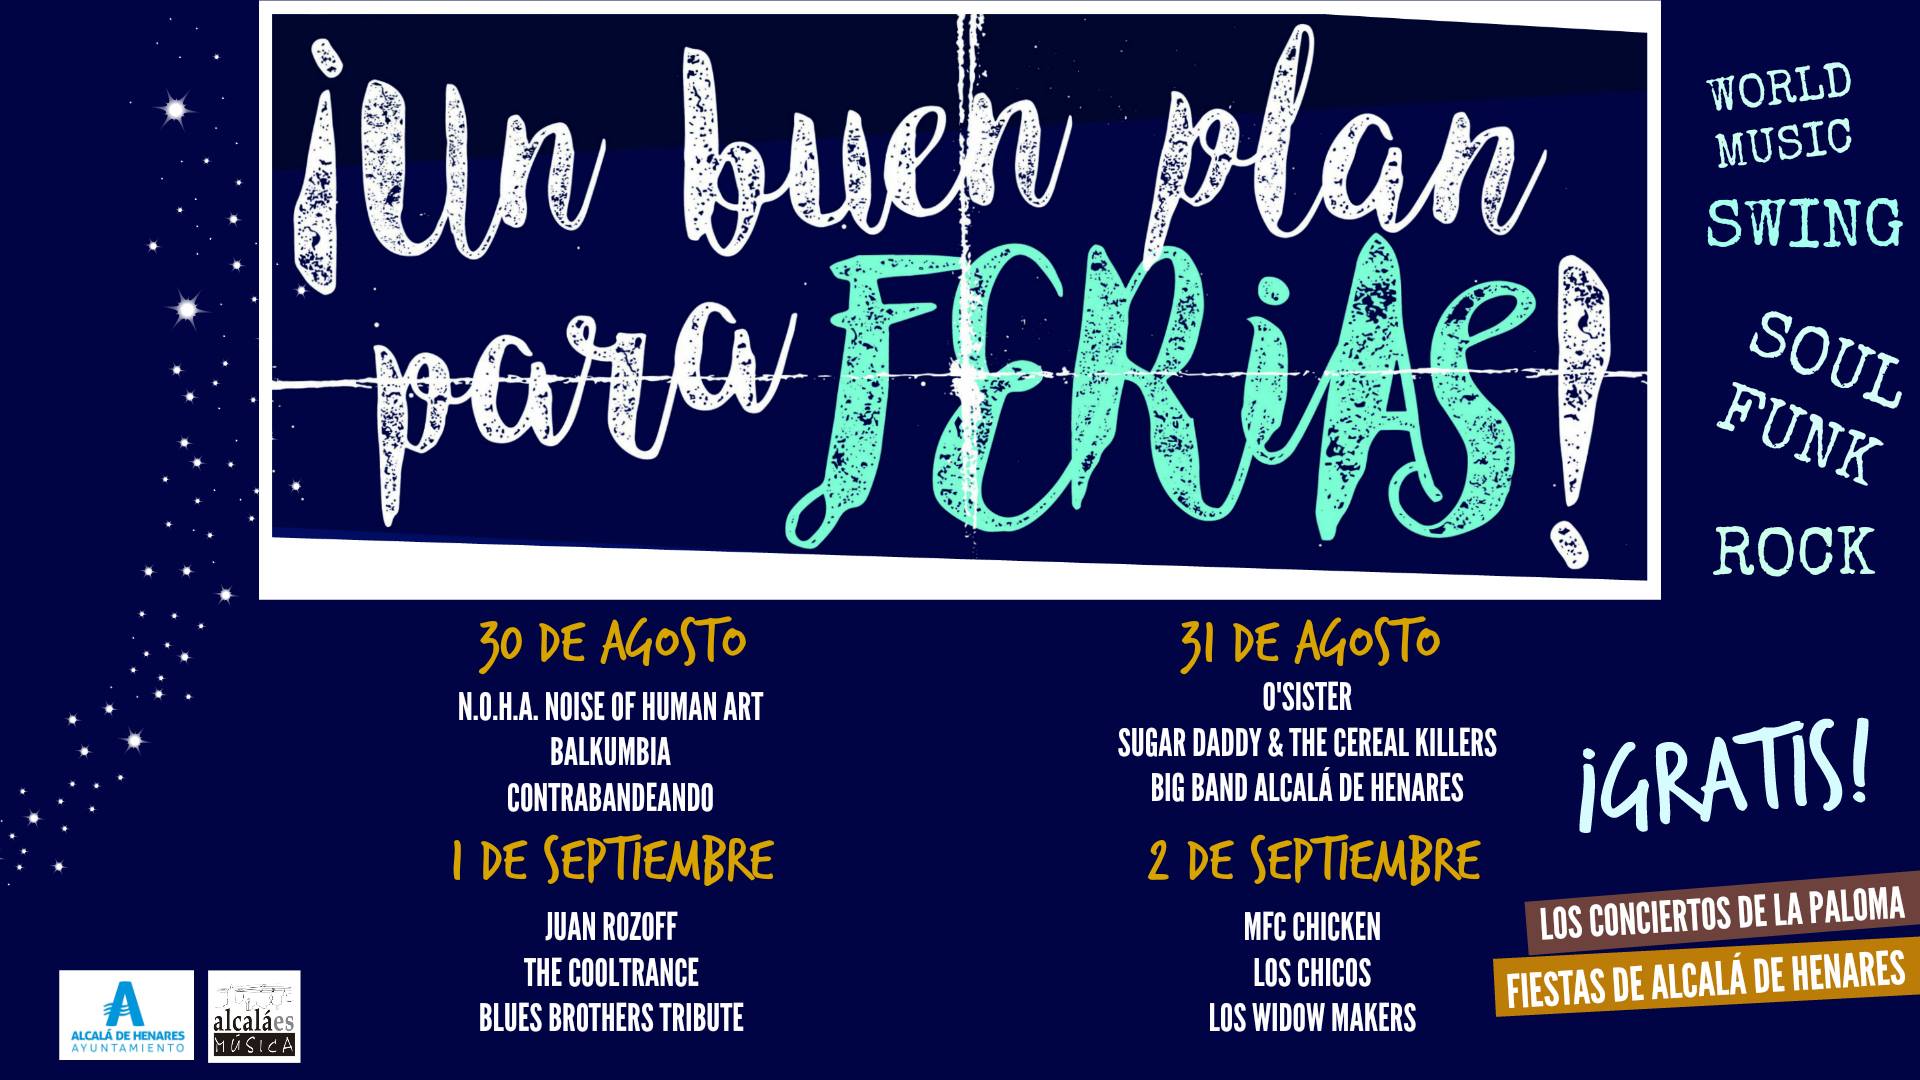 ¡Un buen plan
para FERIAS!
WORLD
MUSIC
SWING
SOUL
FUNK
ROCK
30 DE AGOSTO
N.O.H.A. NOISE OF HUMAN ART
BALKUMBIA
CONTRABANDEANDO
31 DE AGOSTO
O'SISTER
SUGAR DADDY & THE CEREAL KILLERS
BIG BAND ALCALÁ DE HENARES
1 DE SEPTIEMBRE
JUAN ROZOFF
THE COOLTRANCE
BLUES BROTHERS TRIBUTE
2 DE SEPTIEMBRE
MFC CHICKEN
LOS CHICOS
LOS WIDOW MAKERS
¡GRATIS!
LOS CONCIERTOS DE LA PALOMA
FIESTAS DE ALCALÁ DE HENARES
ALCALÁ DE HENARES
AYUNTAMIENTO
alcaláes
MÚSICA